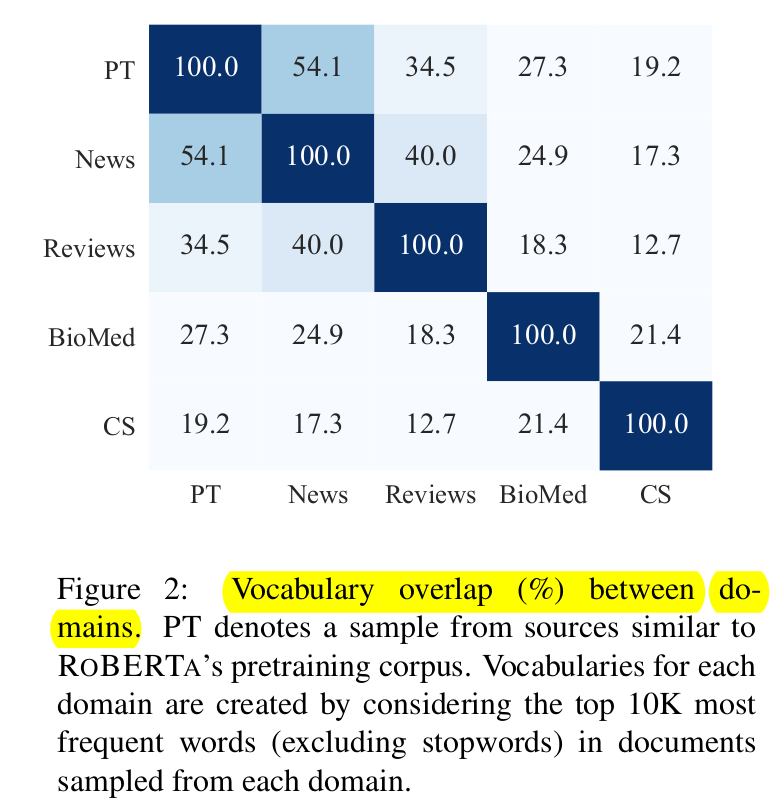 PT 100.0 54.1 34.5 27.3 19.2
News 54.1 100.0 40.0 24.9 17.3
Reviews 34.5 40.0 100.0 18.3 12.7
BioMed 27.3 24.9 18.3 100.0 21.4
CS 19.2 17.3 12.7 21.4 100.0
PT News Reviews BioMed CS
Figure 2: Vocabulary overlap (%) between do-
mains. PT denotes a sample from sources similar to
ROBERTA's pretraining corpus. Vocabularies for each
domain are created by considering the top 10K most
frequent words (excluding stopwords) in documents
sampled from each domain.